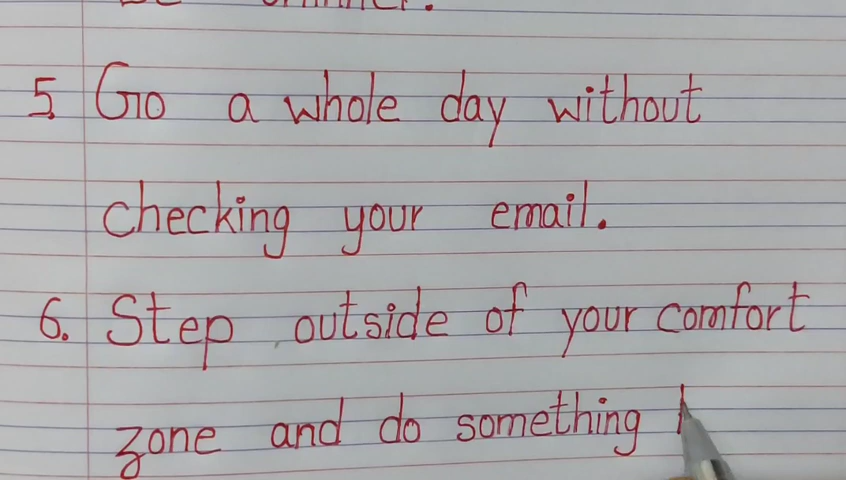 5. Go a whole day without
checking your email.
6. Step outside of your comfort
zone and do something